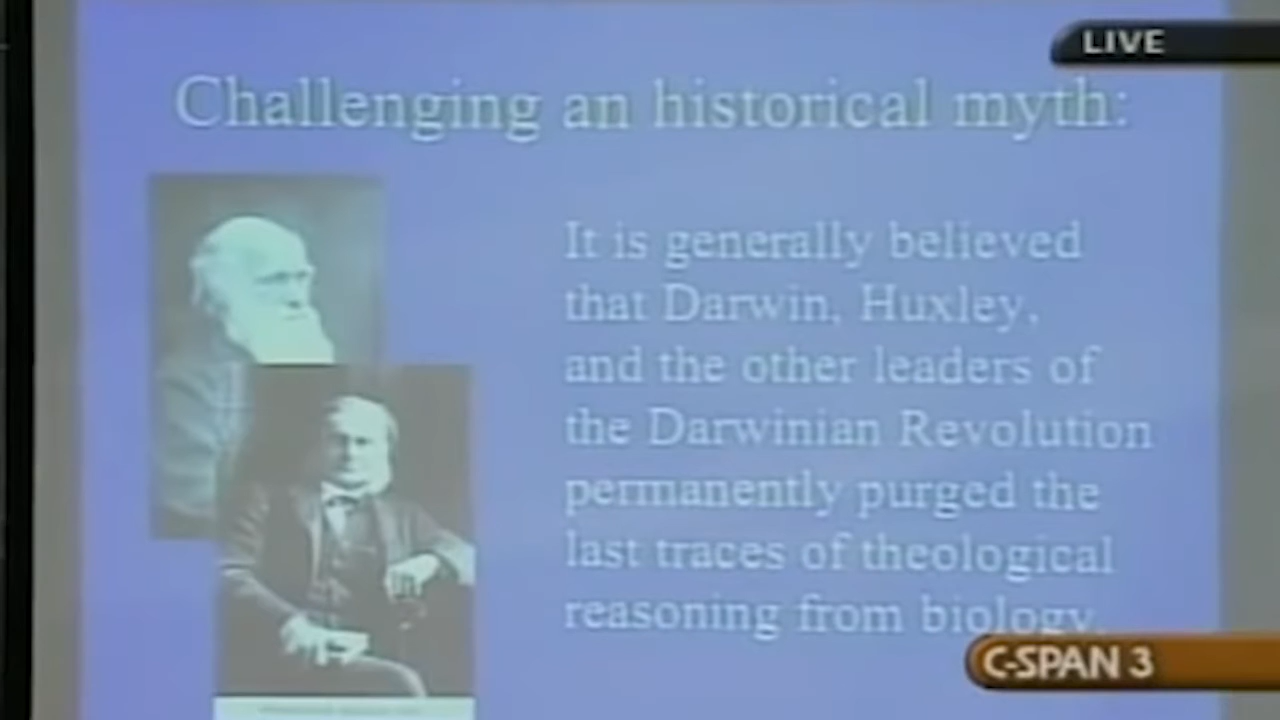 LIVE
Challenging an historical myth:
It is generally believed
that Darwin, Huxley,
and the other leaders of
the Darwinian Revolution
permanently purged the
last traces of theological
reasoning from biology.
C-SPAN 3